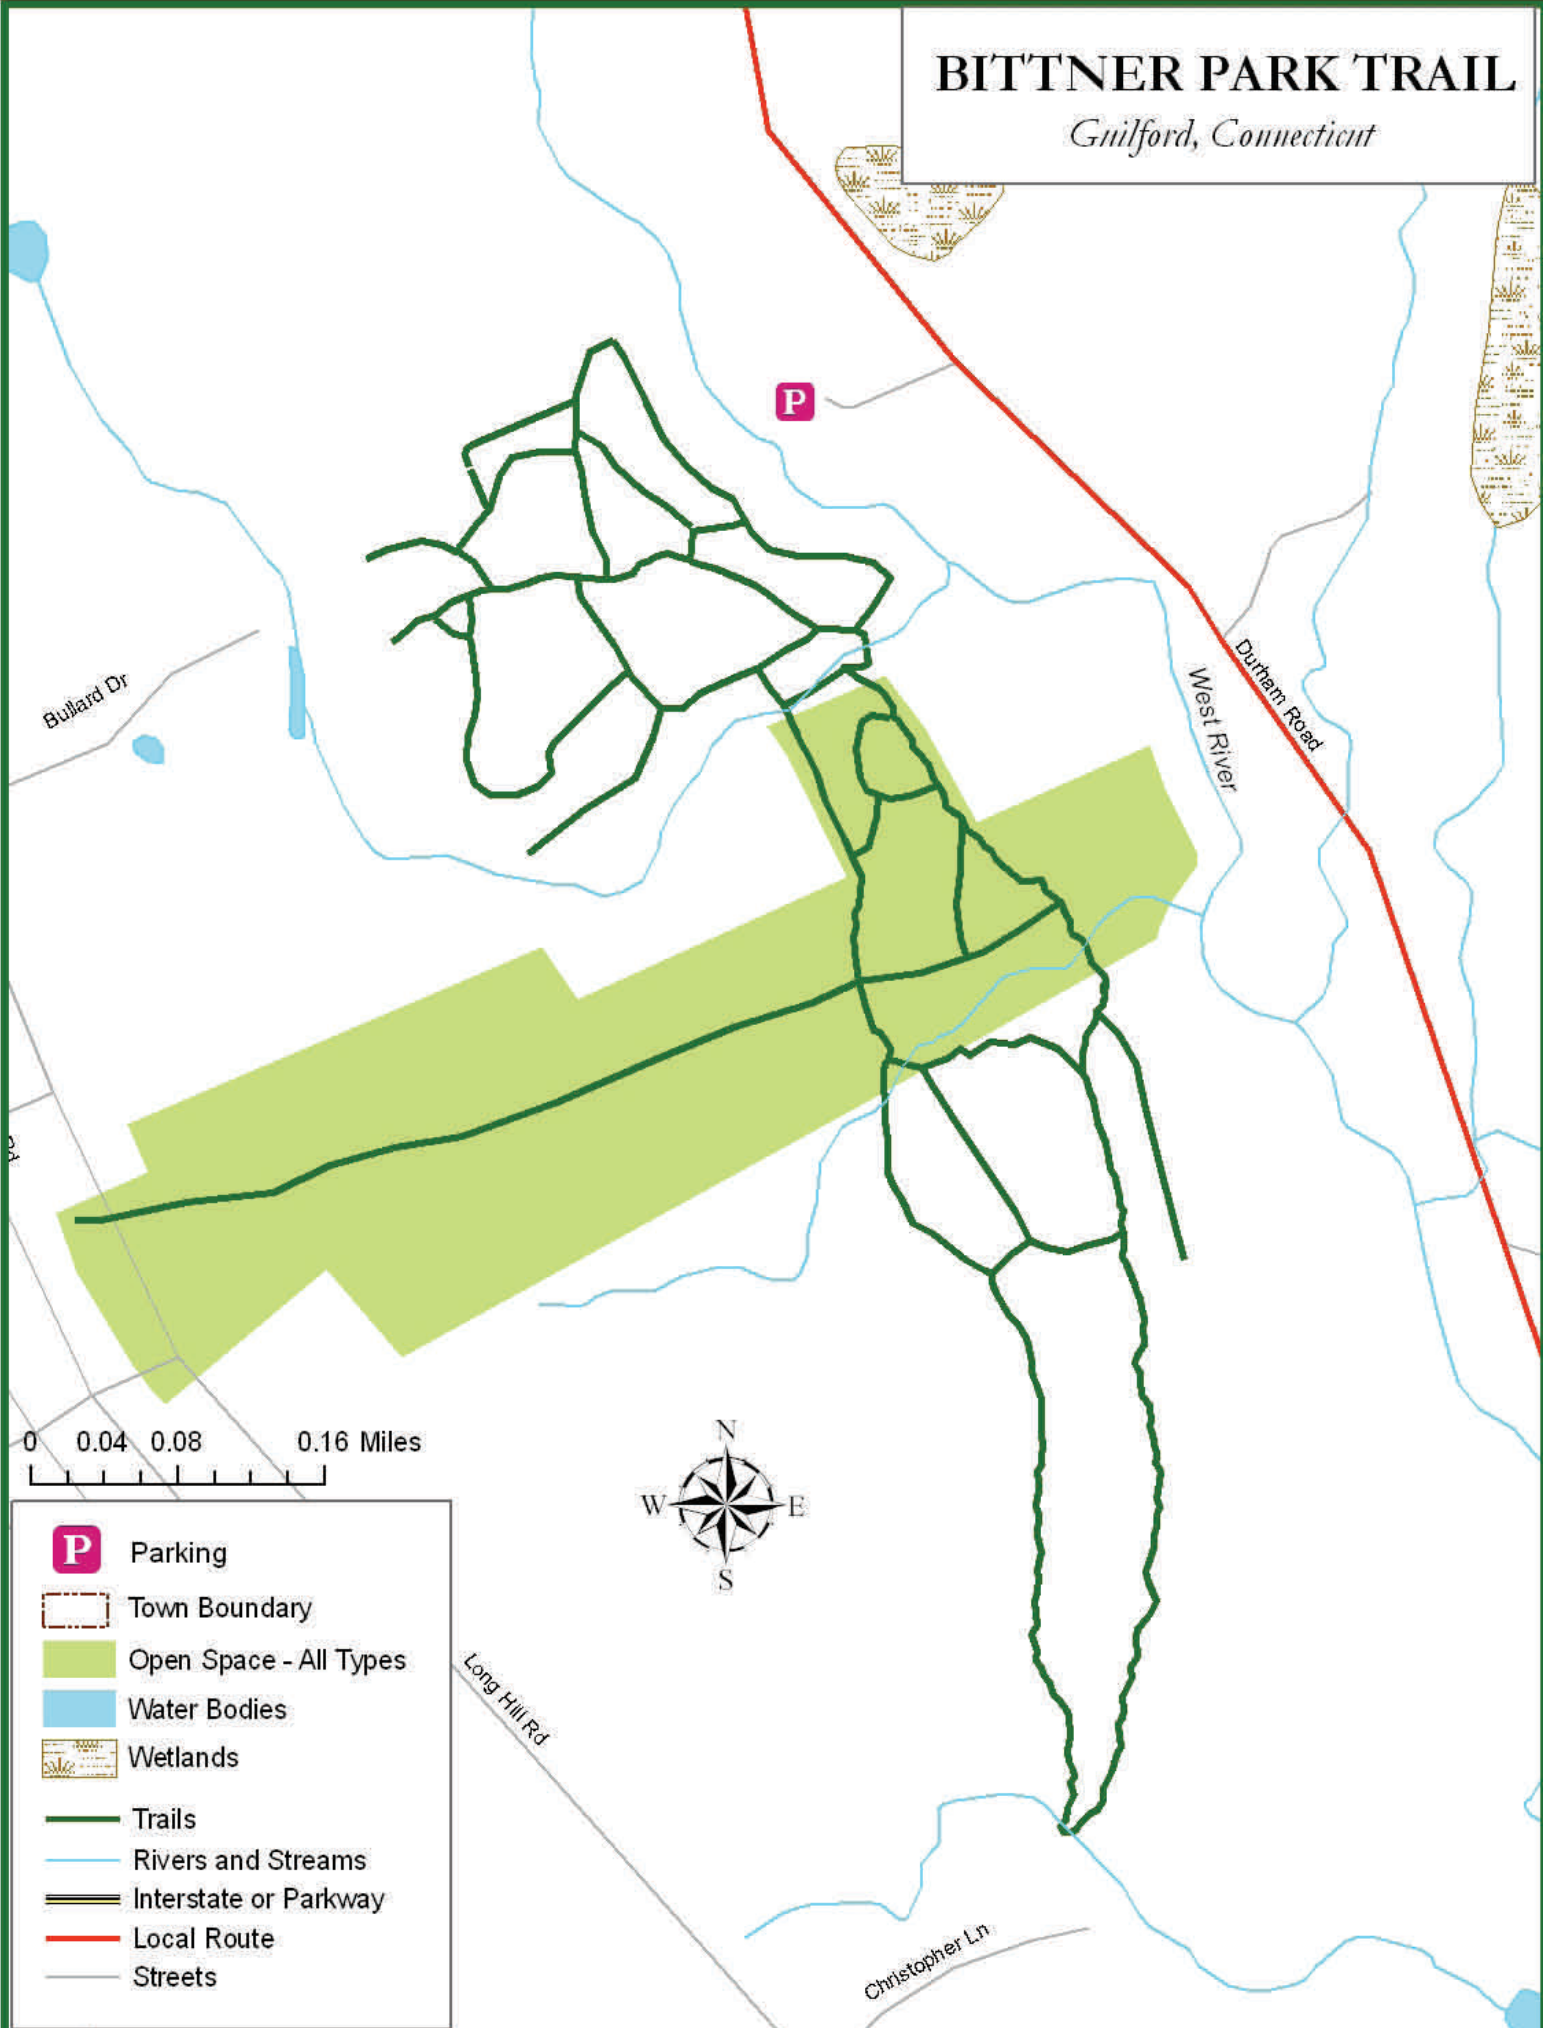 BITTNER PARK TRAIL
Guilford, Connecticut
P
Durham Road
West River
Bullard Dr
Rd
0 0.04 0.08 0.16 Miles
N
W E
S
P Parking
Town Boundary
Open Space - All Types
Water Bodies
Wetlands
Trails
Rivers and Streams
Interstate or Parkway
Local Route
Streets
Long Hill Rd
Christopher Ln